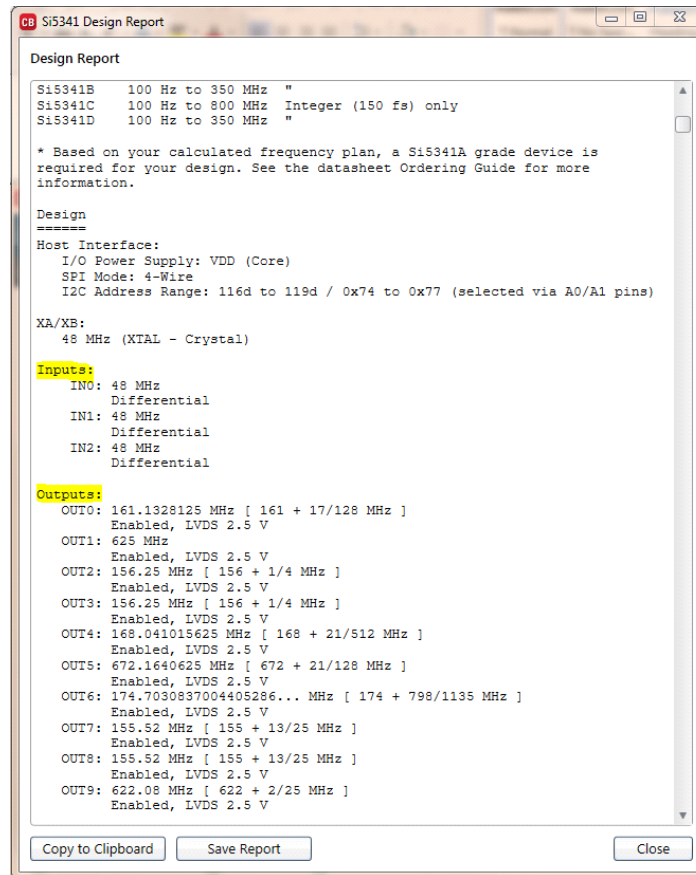 CB Si5341 Design Report
Design Report
Si5341B 100 Hz to 350 MHz "
Si5341C 100 Hz to 800 MHz Integer (150 fs) only
Si5341D 100 Hz to 350 MHz "
* Based on your calculated frequency plan, a Si5341A grade device is
required for your design. See the datasheet Ordering Guide for more
information.
Design
======
Host Interface:
I/O Power Supply: VDD (Core)
SPI Mode: 4-Wire
I2C Address Range: 116d to 119d / 0x74 to 0x77 (selected via A0/A1 pins)
XA/XB:
48 MHz (XTAL - Crystal)
Inputs:
IN0: 48 MHz
Differential
IN1: 48 MHz
Differential
IN2: 48 MHz
Differential
Outputs:
OUT0: 161.1328125 MHz [ 161 + 17/128 MHz ]
Enabled, LVDS 2.5 V
OUT1: 625 MHz
Enabled, LVDS 2.5 V
OUT2: 156.25 MHz [ 156 + 1/4 MHz ]
Enabled, LVDS 2.5 V
OUT3: 156.25 MHz [ 156 + 1/4 MHz ]
Enabled, LVDS 2.5 V
OUT4: 168.041015625 MHz [ 168 + 21/512 MHz ]
Enabled, LVDS 2.5 V
OUT5: 672.1640625 MHz [ 672 + 21/128 MHz ]
Enabled, LVDS 2.5 V
OUT6: 174.7030837004405286... MHz [ 174 + 798/1135 MHz ]
Enabled, LVDS 2.5 V
OUT7: 155.52 MHz [ 155 + 13/25 MHz ]
Enabled, LVDS 2.5 V
OUT8: 155.52 MHz [ 155 + 13/25 MHz ]
Enabled, LVDS 2.5 V
OUT9: 622.08 MHz [ 622 + 2/25 MHz ]
Enabled, LVDS 2.5 V
Copy to Clipboard Save Report Close